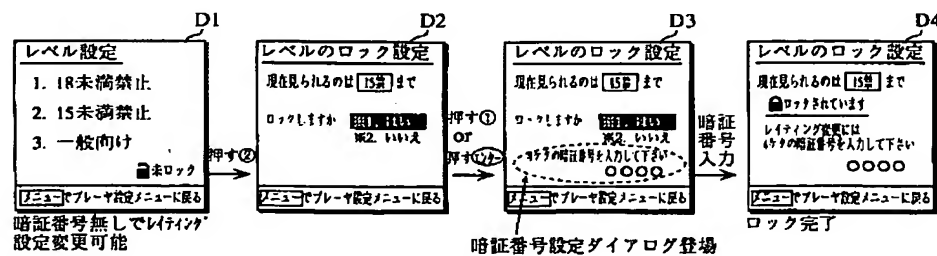 D1
レベル設定
1. 18未満禁止
2. 15未満禁止
3. 一般向け
未ロック
メニューでプレーヤ設定メニューに戻る
暗証番号無しでレイティング
設定変更可能
押す②
D2
レベルのロック設定
現在見られるのは 15禁 まで
ロックしますか ※1. はい
※2. いいえ
メニューでプレーヤ設定メニューに戻る
押す①
or
押すエンター
D3
レベルのロック設定
現在見られるのは 15禁 まで
ロックしますか ※1. はい
※2. いいえ
4ケタの暗証番号を入力して下さい
○○○○
メニューでプレーヤ設定メニューに戻る
暗証番号設定ダイアログ登場
暗証
番号
入力
D4
レベルのロック設定
現在見られるのは 15禁 まで
ロックされています
レイティング変更には
4ケタの暗証番号を入力して下さい
○○○○
メニューでプレーヤ設定メニューに戻る
ロック完了